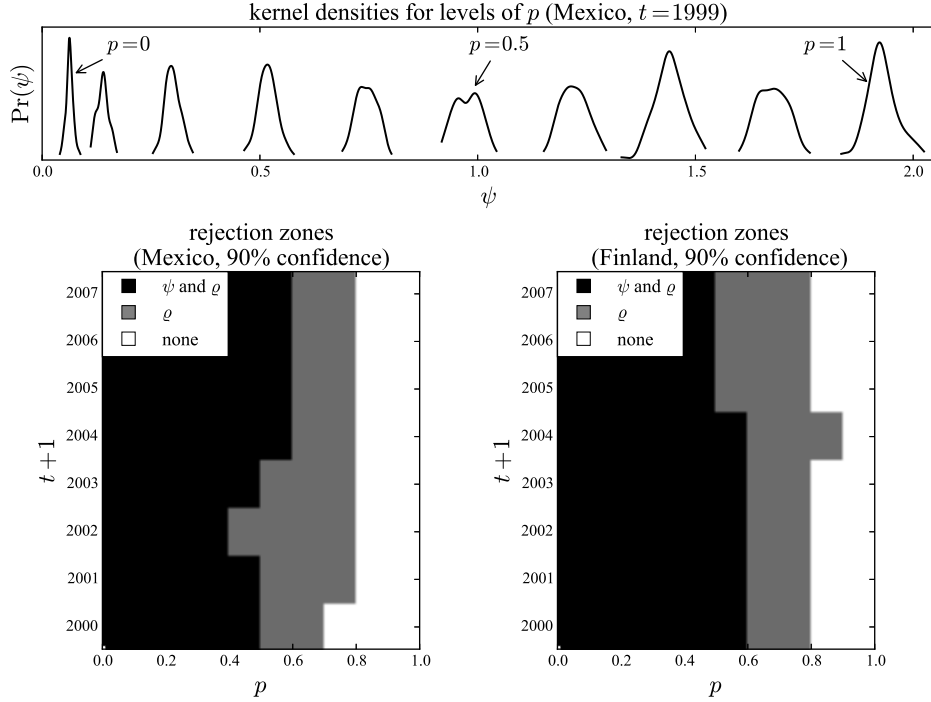 kernel densities for levels of p (Mexico, t=1999)
Pr(ψ)
p=0
p=0.5
p=1
0.0 0.5 1.0 1.5 2.0
ψ
rejection zones
(Mexico, 90% confidence)
ψ and ϱ
ϱ
none
2007
2006
2005
2004
2003
2002
2001
2000
t+1
0.0 0.2 0.4 0.6 0.8 1.0
p
rejection zones
(Finland, 90% confidence)
ψ and ϱ
ϱ
none
2007
2006
2005
2004
2003
2002
2001
2000
t+1
0.0 0.2 0.4 0.6 0.8 1.0
p